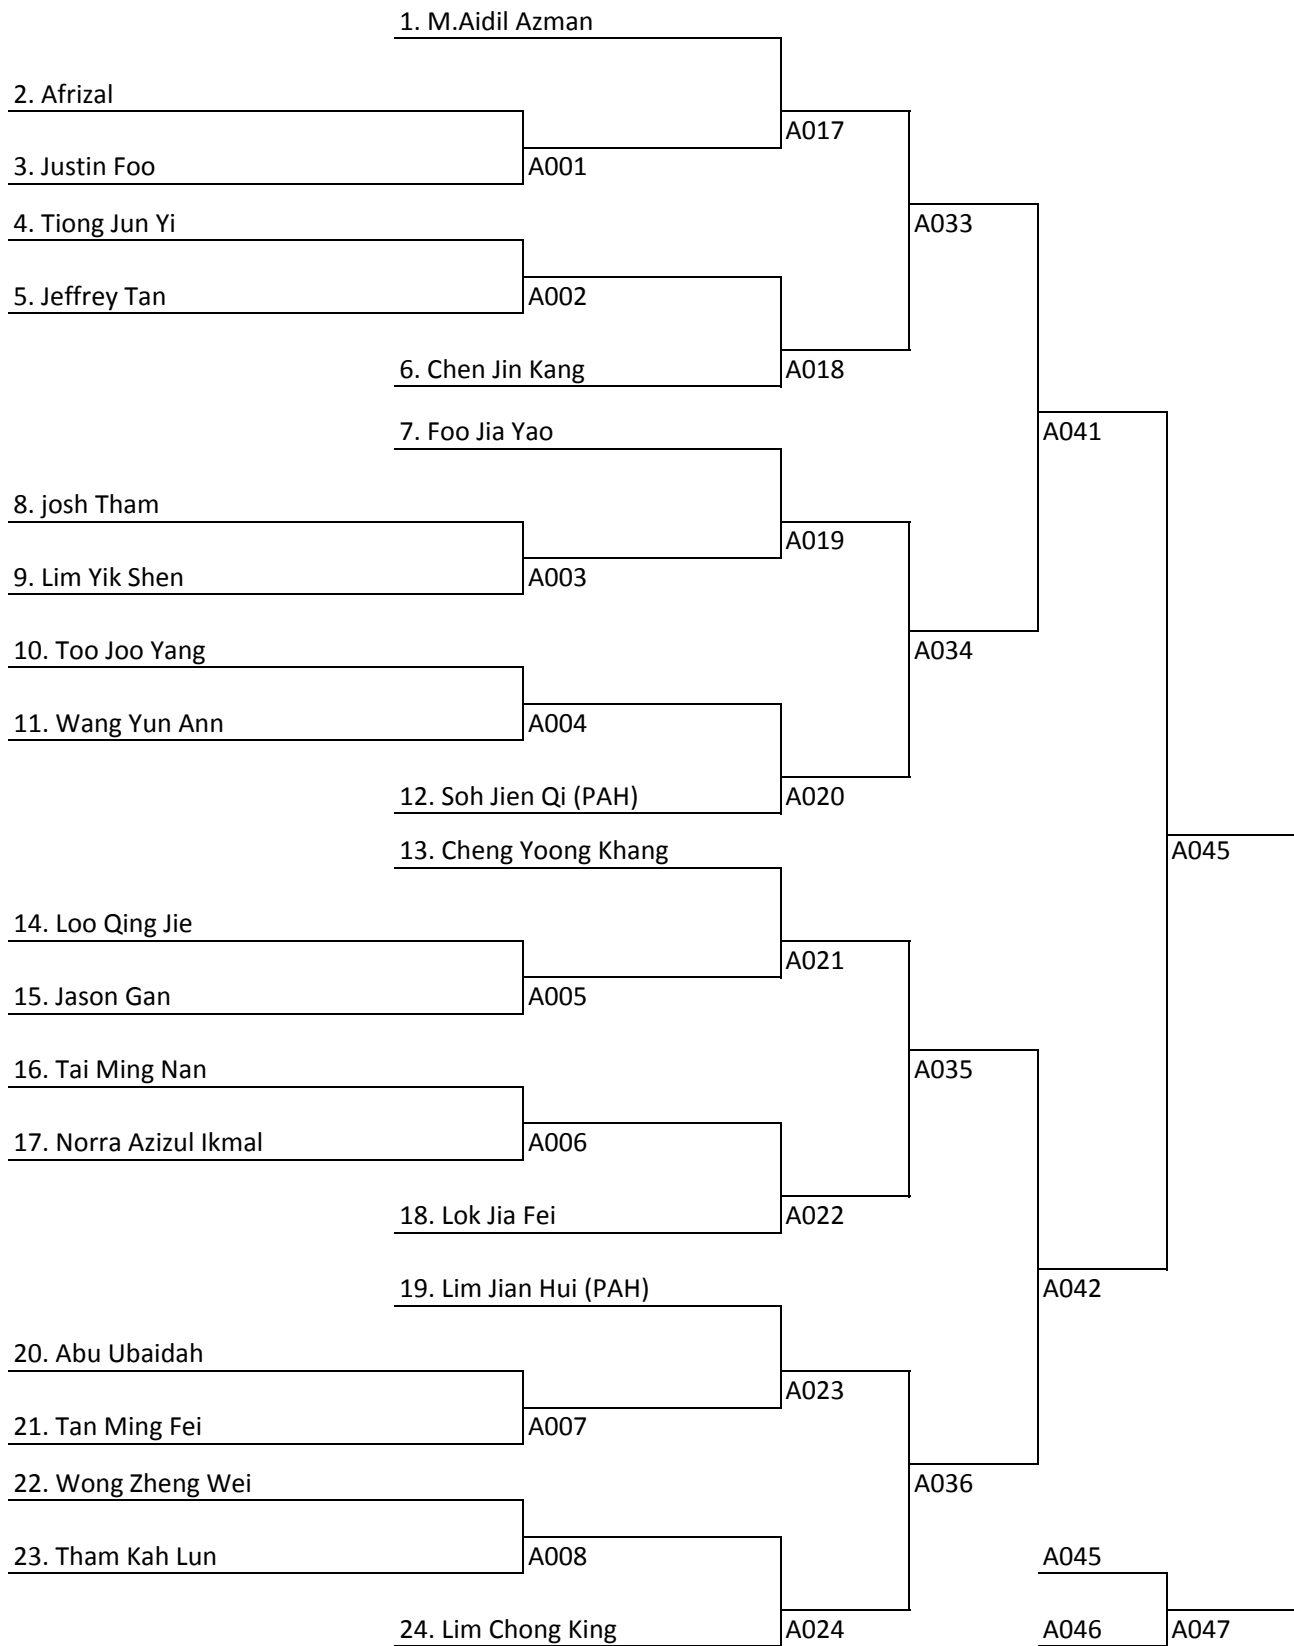 1. M.Aidil Azman
2. Afrizal
A017
3. Justin Foo
A001
4. Tiong Jun Yi
A033
5. Jeffrey Tan
A002
6. Chen Jin Kang
A018
7. Foo Jia Yao
A041
8. josh Tham
A019
9. Lim Yik Shen
A003
10. Too Joo Yang
A034
11. Wang Yun Ann
A004
12. Soh Jien Qi (PAH)
A020
13. Cheng Yoong Khang
A045
14. Loo Qing Jie
A021
15. Jason Gan
A005
16. Tai Ming Nan
A035
17. Norra Azizul Ikmal
A006
18. Lok Jia Fei
A022
19. Lim Jian Hui (PAH)
A042
20. Abu Ubaidah
A023
21. Tan Ming Fei
A007
22. Wong Zheng Wei
A036
23. Tham Kah Lun
A008
A045
24. Lim Chong King
A024
A046
A047